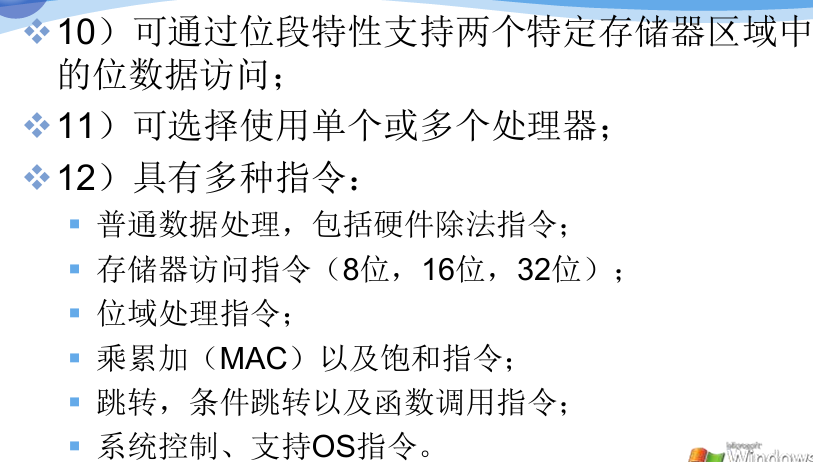 10）可通过位段特性支持两个特定存储器区域中
的位数据访问；
11）可选择使用单个或多个处理器；
12）具有多种指令：
普通数据处理，包括硬件除法指令；
存储器访问指令（8位，16位，32位）；
位域处理指令；
乘累加（MAC）以及饱和指令；
跳转，条件跳转以及函数调用指令；
系统控制、支持OS指令。
Microsoft
Windows